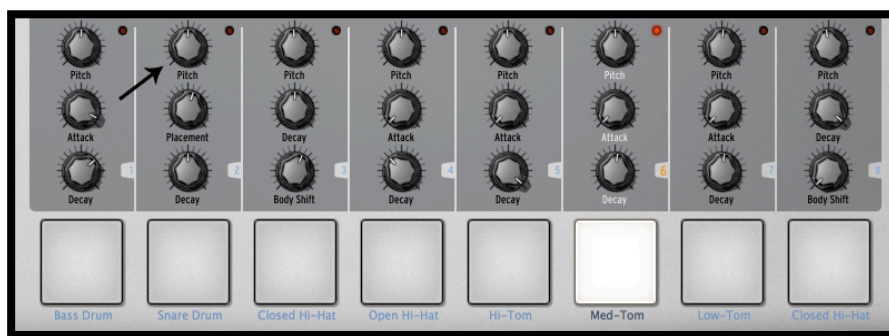 Pitch Pitch Pitch Pitch Pitch Pitch Pitch Pitch
Attack Placement Decay Attack Attack Attack Attack Decay
1 2 3 4 5 6 7 8
Decay Decay Body Shift Decay Decay Decay Decay Body Shift
Bass Drum Snare Drum Closed Hi-Hat Open Hi-Hat Hi-Tom Med-Tom Low-Tom Closed Hi-Hat